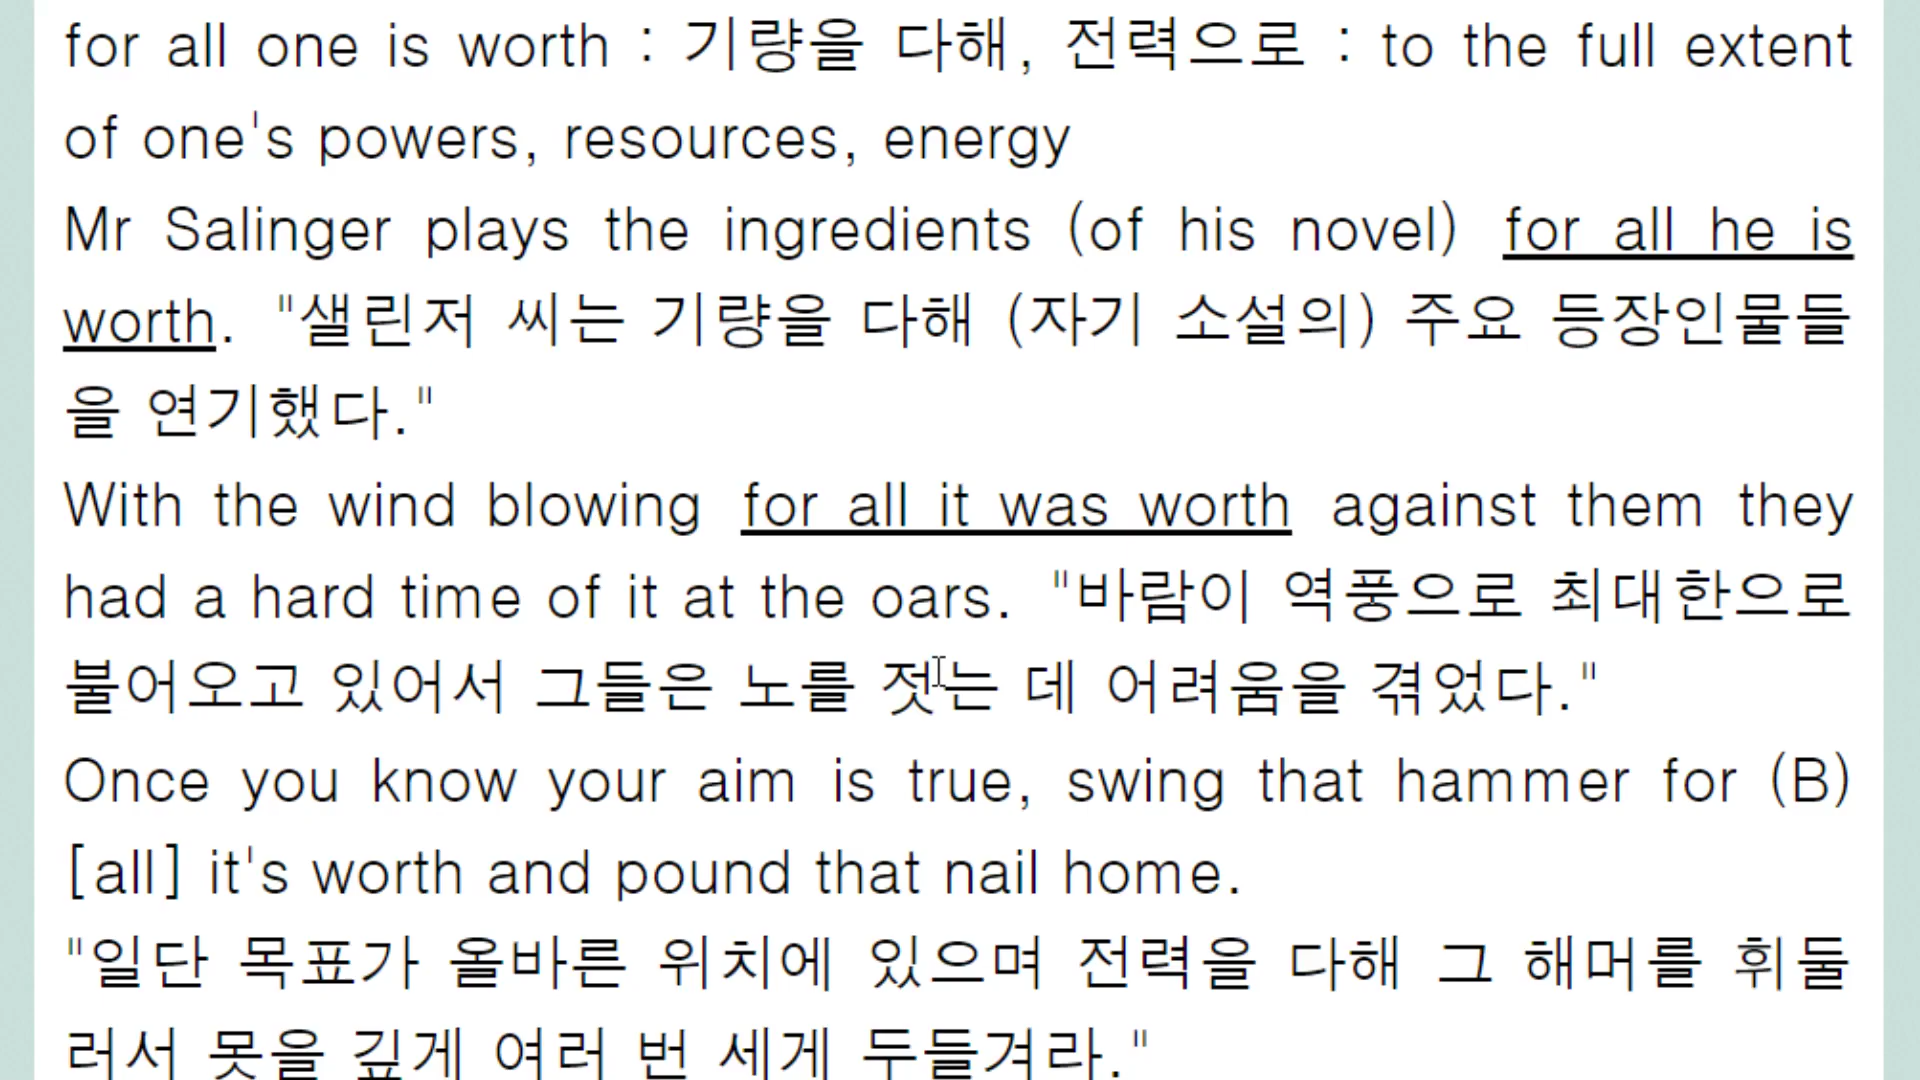 for all one is worth : 기량을 다해, 전력으로 : to the full extent
of one's powers, resources, energy
Mr Salinger plays the ingredients (of his novel) for all he is
worth. "샐린저 씨는 기량을 다해 (자기 소설의) 주요 등장인물들
을 연기했다."
With the wind blowing for all it was worth against them they
had a hard time of it at the oars. "바람이 역풍으로 최대한으로
불어오고 있어서 그들은 노를 젓는 데 어려움을 겪었다."
Once you know your aim is true, swing that hammer for (B)
[all] it's worth and pound that nail home.
"일단 목표가 올바른 위치에 있으며 전력을 다해 그 해머를 휘둘
러서 못을 깊게 여러 번 세게 두들겨라."